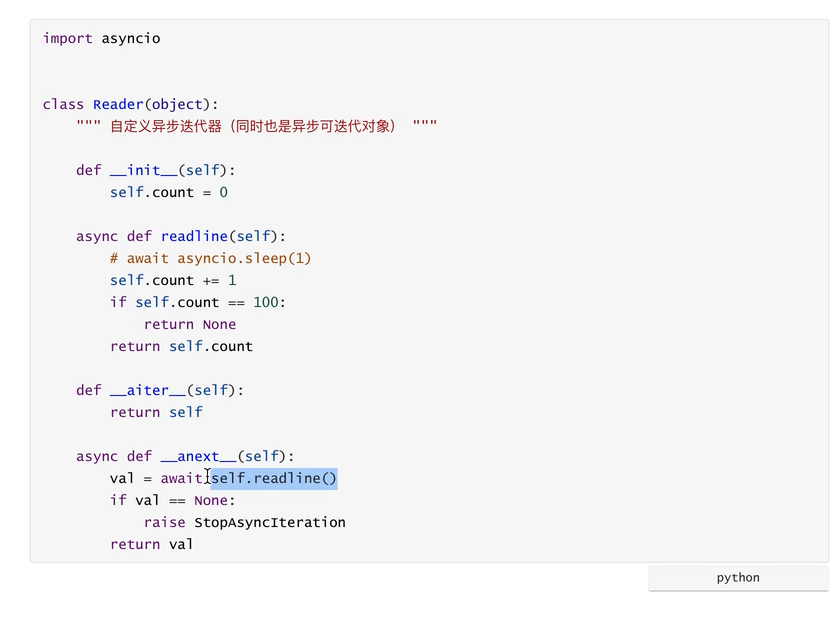 import asyncio
class Reader(object):
    """ 自定义异步迭代器（同时也是异步可迭代对象） """
    def __init__(self):
        self.count = 0
    async def readline(self):
        # await asyncio.sleep(1)
        self.count += 1
        if self.count == 100:
            return None
        return self.count
    def __aiter__(self):
        return self
    async def __anext__(self):
        val = await self.readline()
        if val == None:
            raise StopAsyncIteration
        return val
python